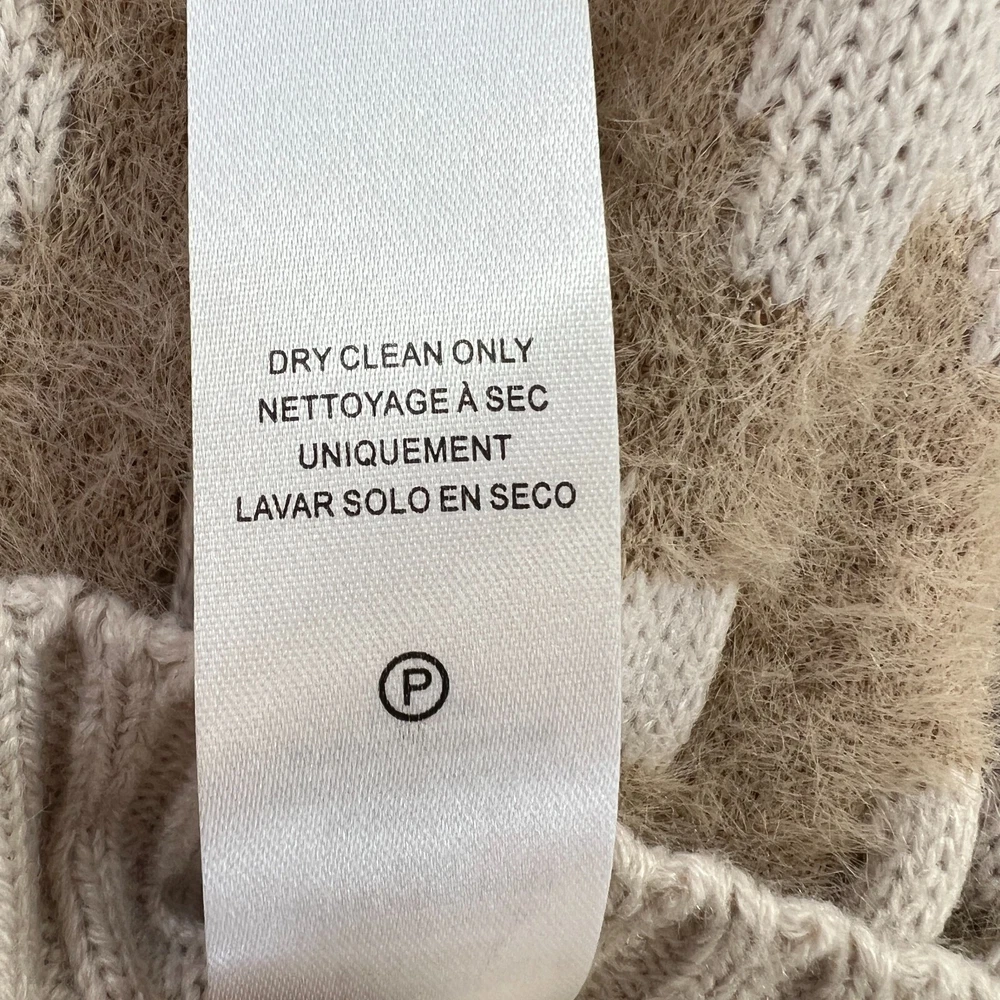 DRY CLEAN ONLY
NETTOYAGE À SEC
UNIQUEMENT
LAVAR SOLO EN SECO
P